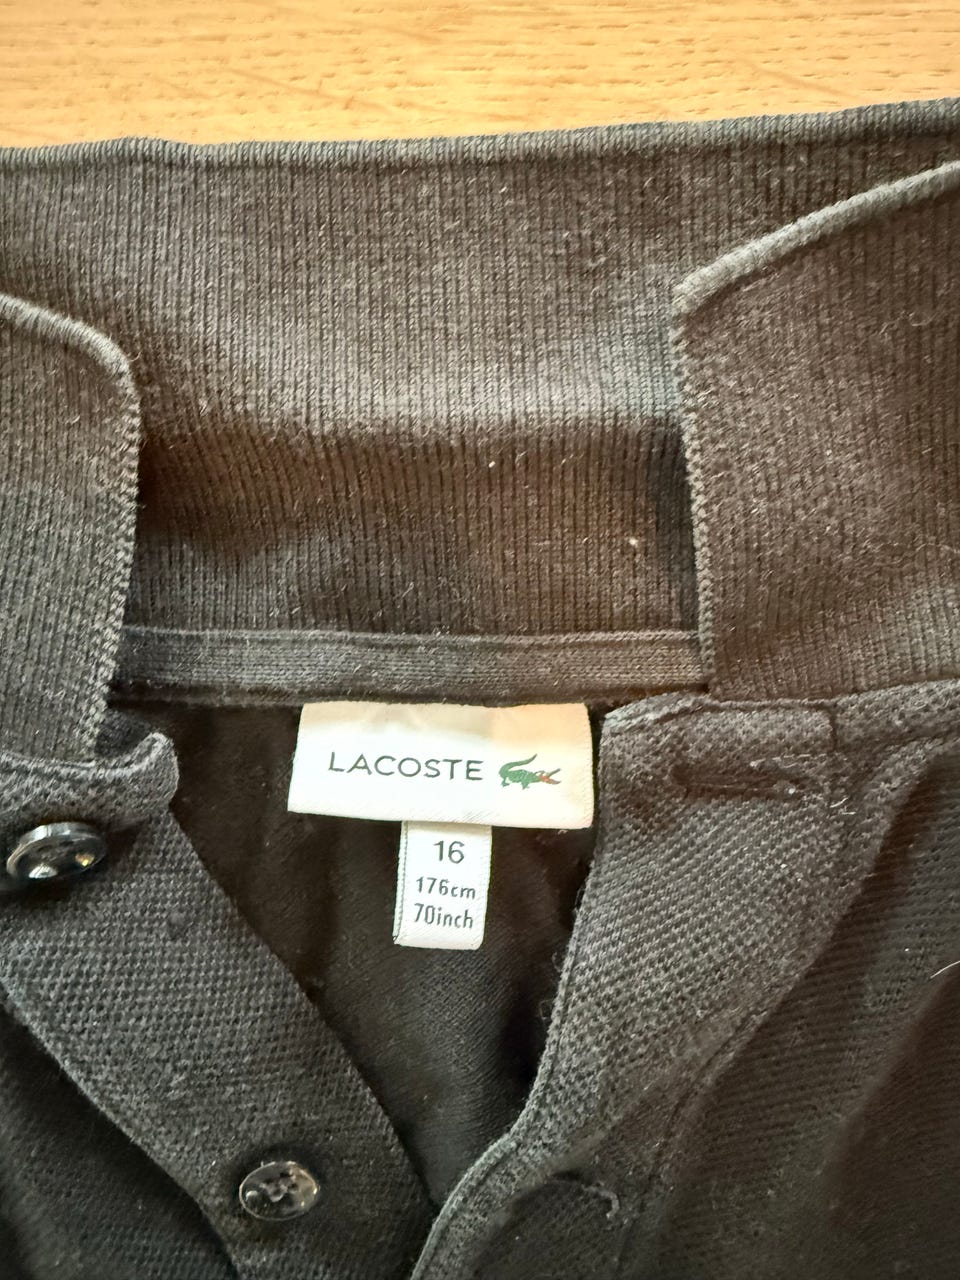 LACOSTE
16
176cm
70inch